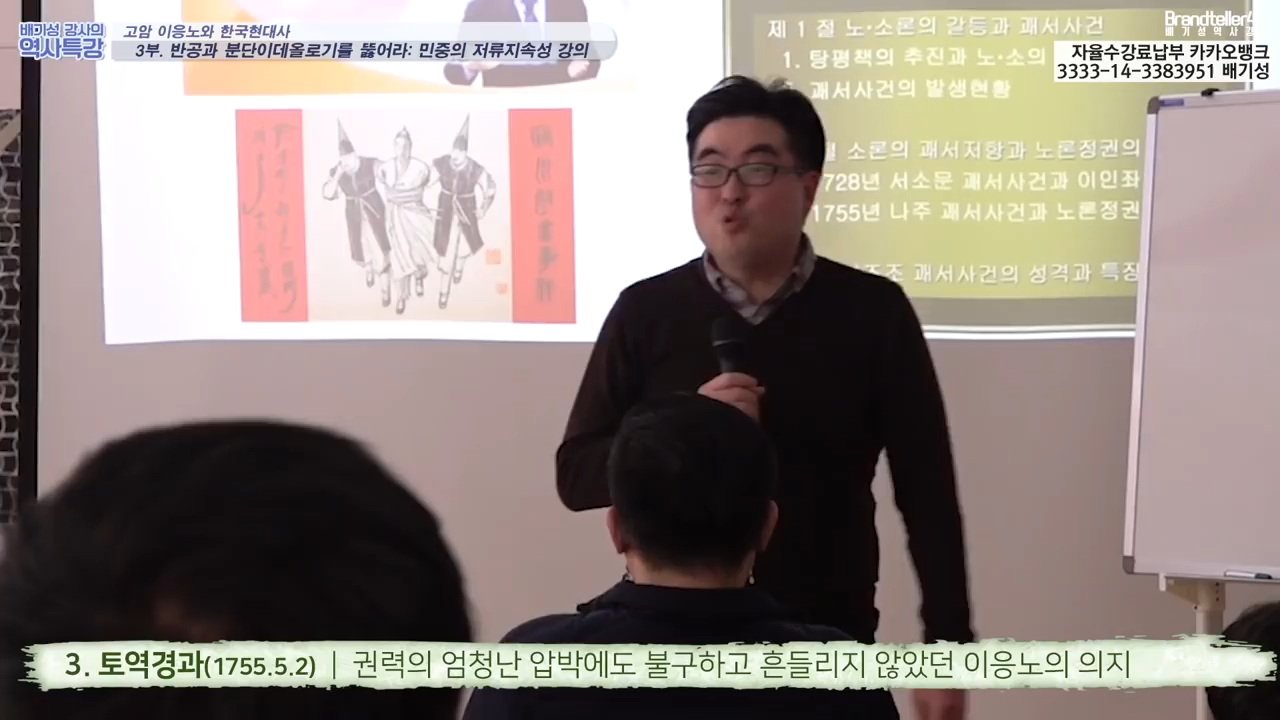 배기성 강사의
역사특강
고암 이응노와 한국현대사
3부. 반공과 분단이데올로기를 뚫어라: 민중의 저류지속성 강의
Brandteller4
배기성역사강
자율수강료납부 카카오뱅크
3333-14-3383951 배기성
제 1 절 노·소론의 갈등과 괘서사건
1. 탕평책의 추진과 노·소의
괘서사건의 발생현황
소론의 괘서저항과 노론정권의
728년 서소문 괘서사건과 이인좌
1755년 나주 괘서사건과 노론정권
괘서사건의 성격과 특징
3. 토역경과(1755.5.2) | 권력의 엄청난 압박에도 불구하고 흔들리지 않았던 이응노의 의지